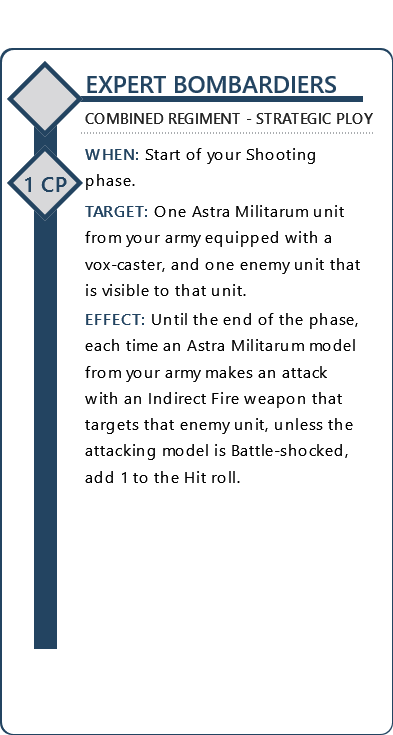 EXPERT BOMBARDIERS
COMBINED REGIMENT - STRATEGIC PLOY
WHEN: Start of your Shooting
phase.
1 CP
TARGET: One Astra Militarum unit
from your army equipped with a
vox-caster, and one enemy unit that
is visible to that unit.
EFFECT: Until the end of the phase,
each time an Astra Militarum model
from your army makes an attack
with an Indirect Fire weapon that
targets that enemy unit, unless the
attacking model is Battle-shocked,
add 1 to the Hit roll.